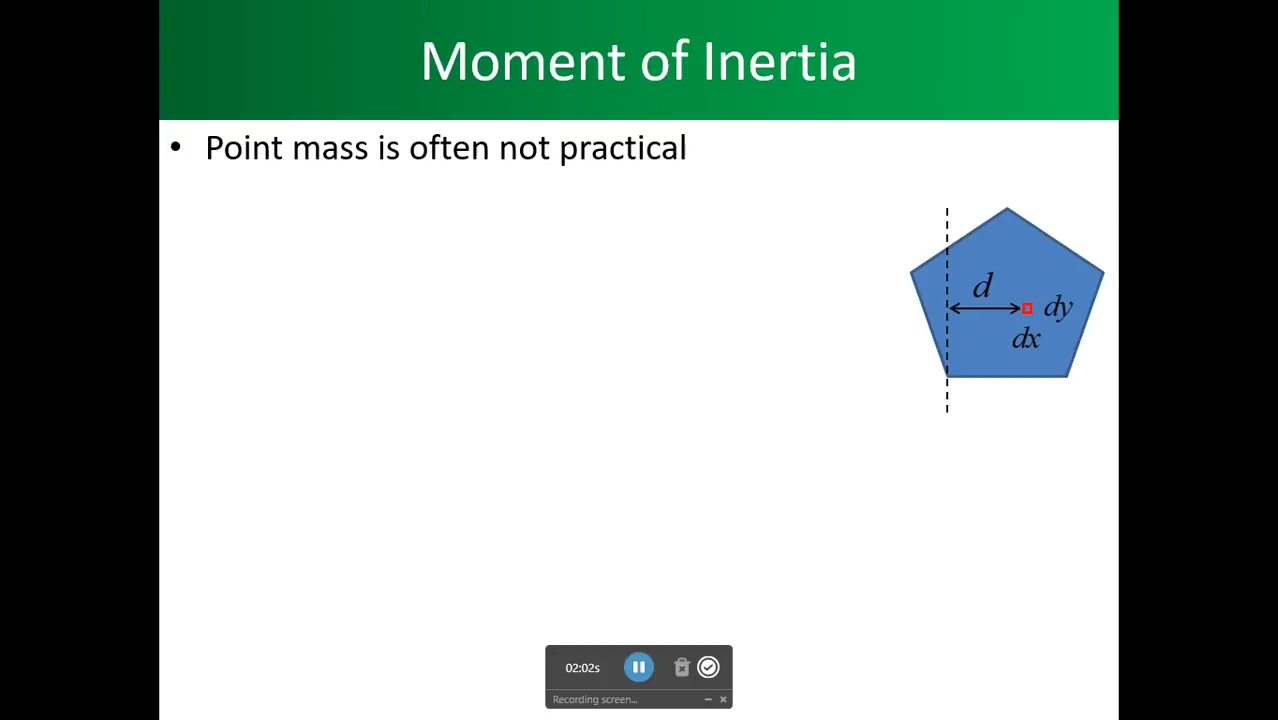 Moment of Inertia
• Point mass is often not practical
d
dy
dx
02:02s
Recording screen...